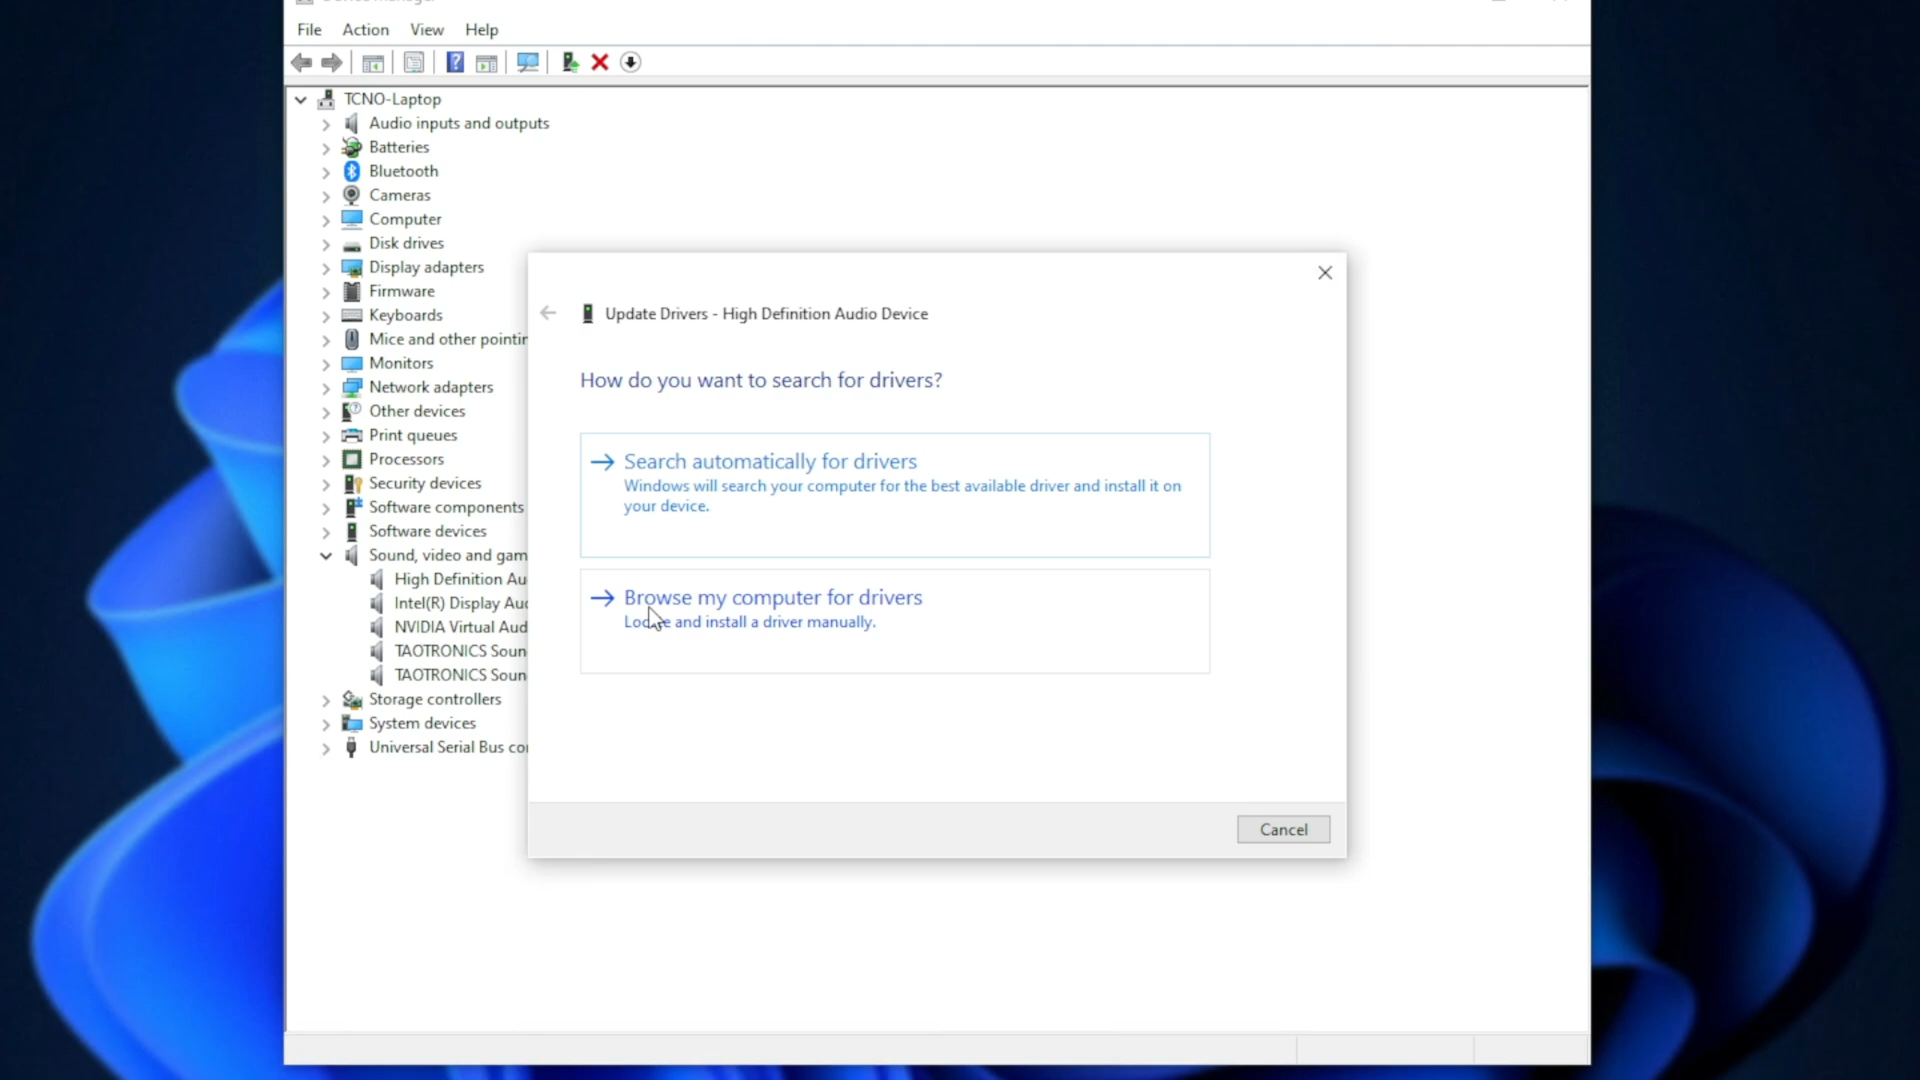 File Action View Help
TCNO-Laptop
Audio inputs and outputs
Batteries
Bluetooth
Cameras
Computer
Disk drives
Display adapters
Firmware
Keyboards
Mice and other pointin
Monitors
Network adapters
Other devices
Print queues
Processors
Security devices
Software components
Software devices
Sound, video and gam
High Definition Au
Intel(R) Display Aud
NVIDIA Virtual Aud
TAOTRONICS Soun
TAOTRONICS Soun
Storage controllers
System devices
Universal Serial Bus co
Update Drivers - High Definition Audio Device
How do you want to search for drivers?
Search automatically for drivers
Windows will search your computer for the best available driver and install it on
your device.
Browse my computer for drivers
Locate and install a driver manually.
Cancel